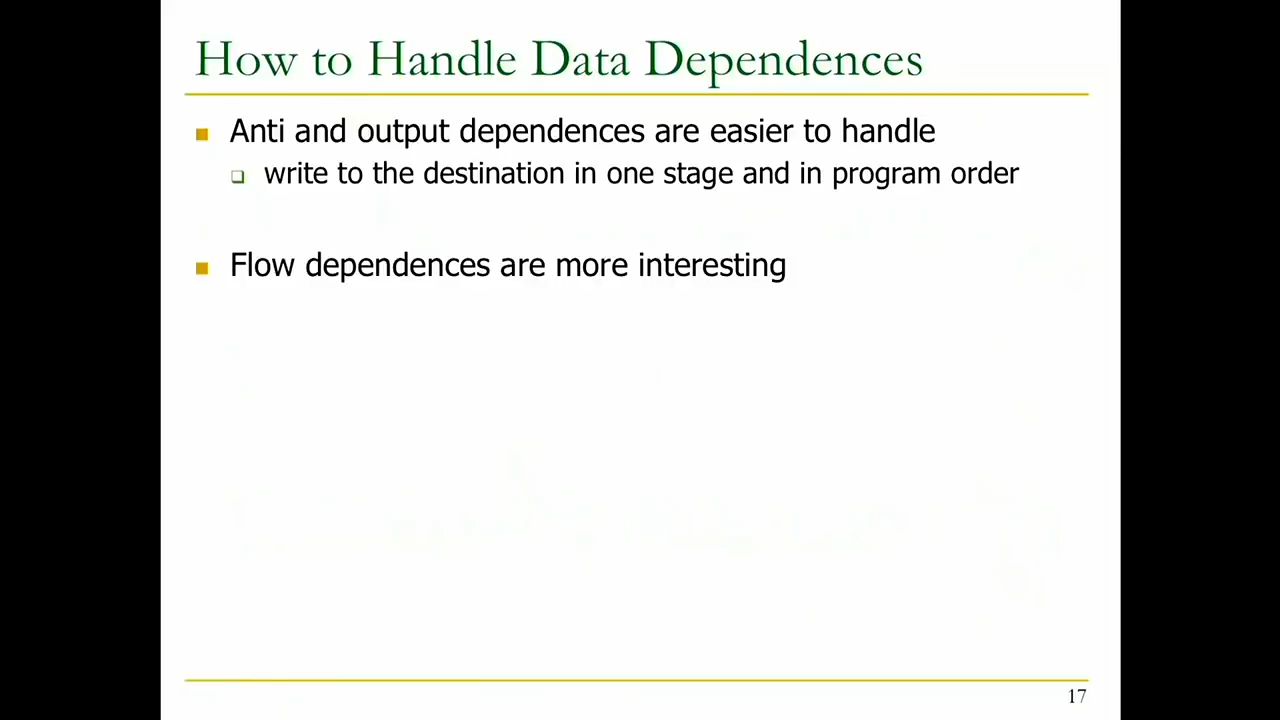 How to Handle Data Dependences
Anti and output dependences are easier to handle
write to the destination in one stage and in program order
Flow dependences are more interesting
17